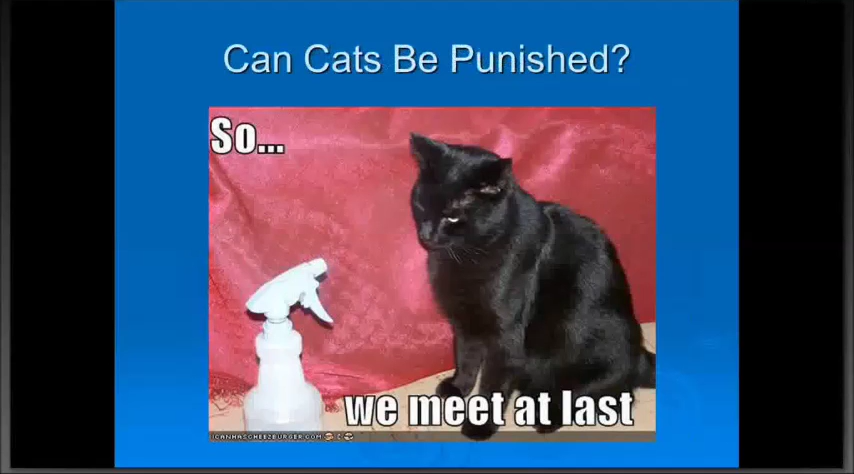 Can Cats Be Punished?
So...
we meet at last
ICANHASCHEEZBURGER.COM